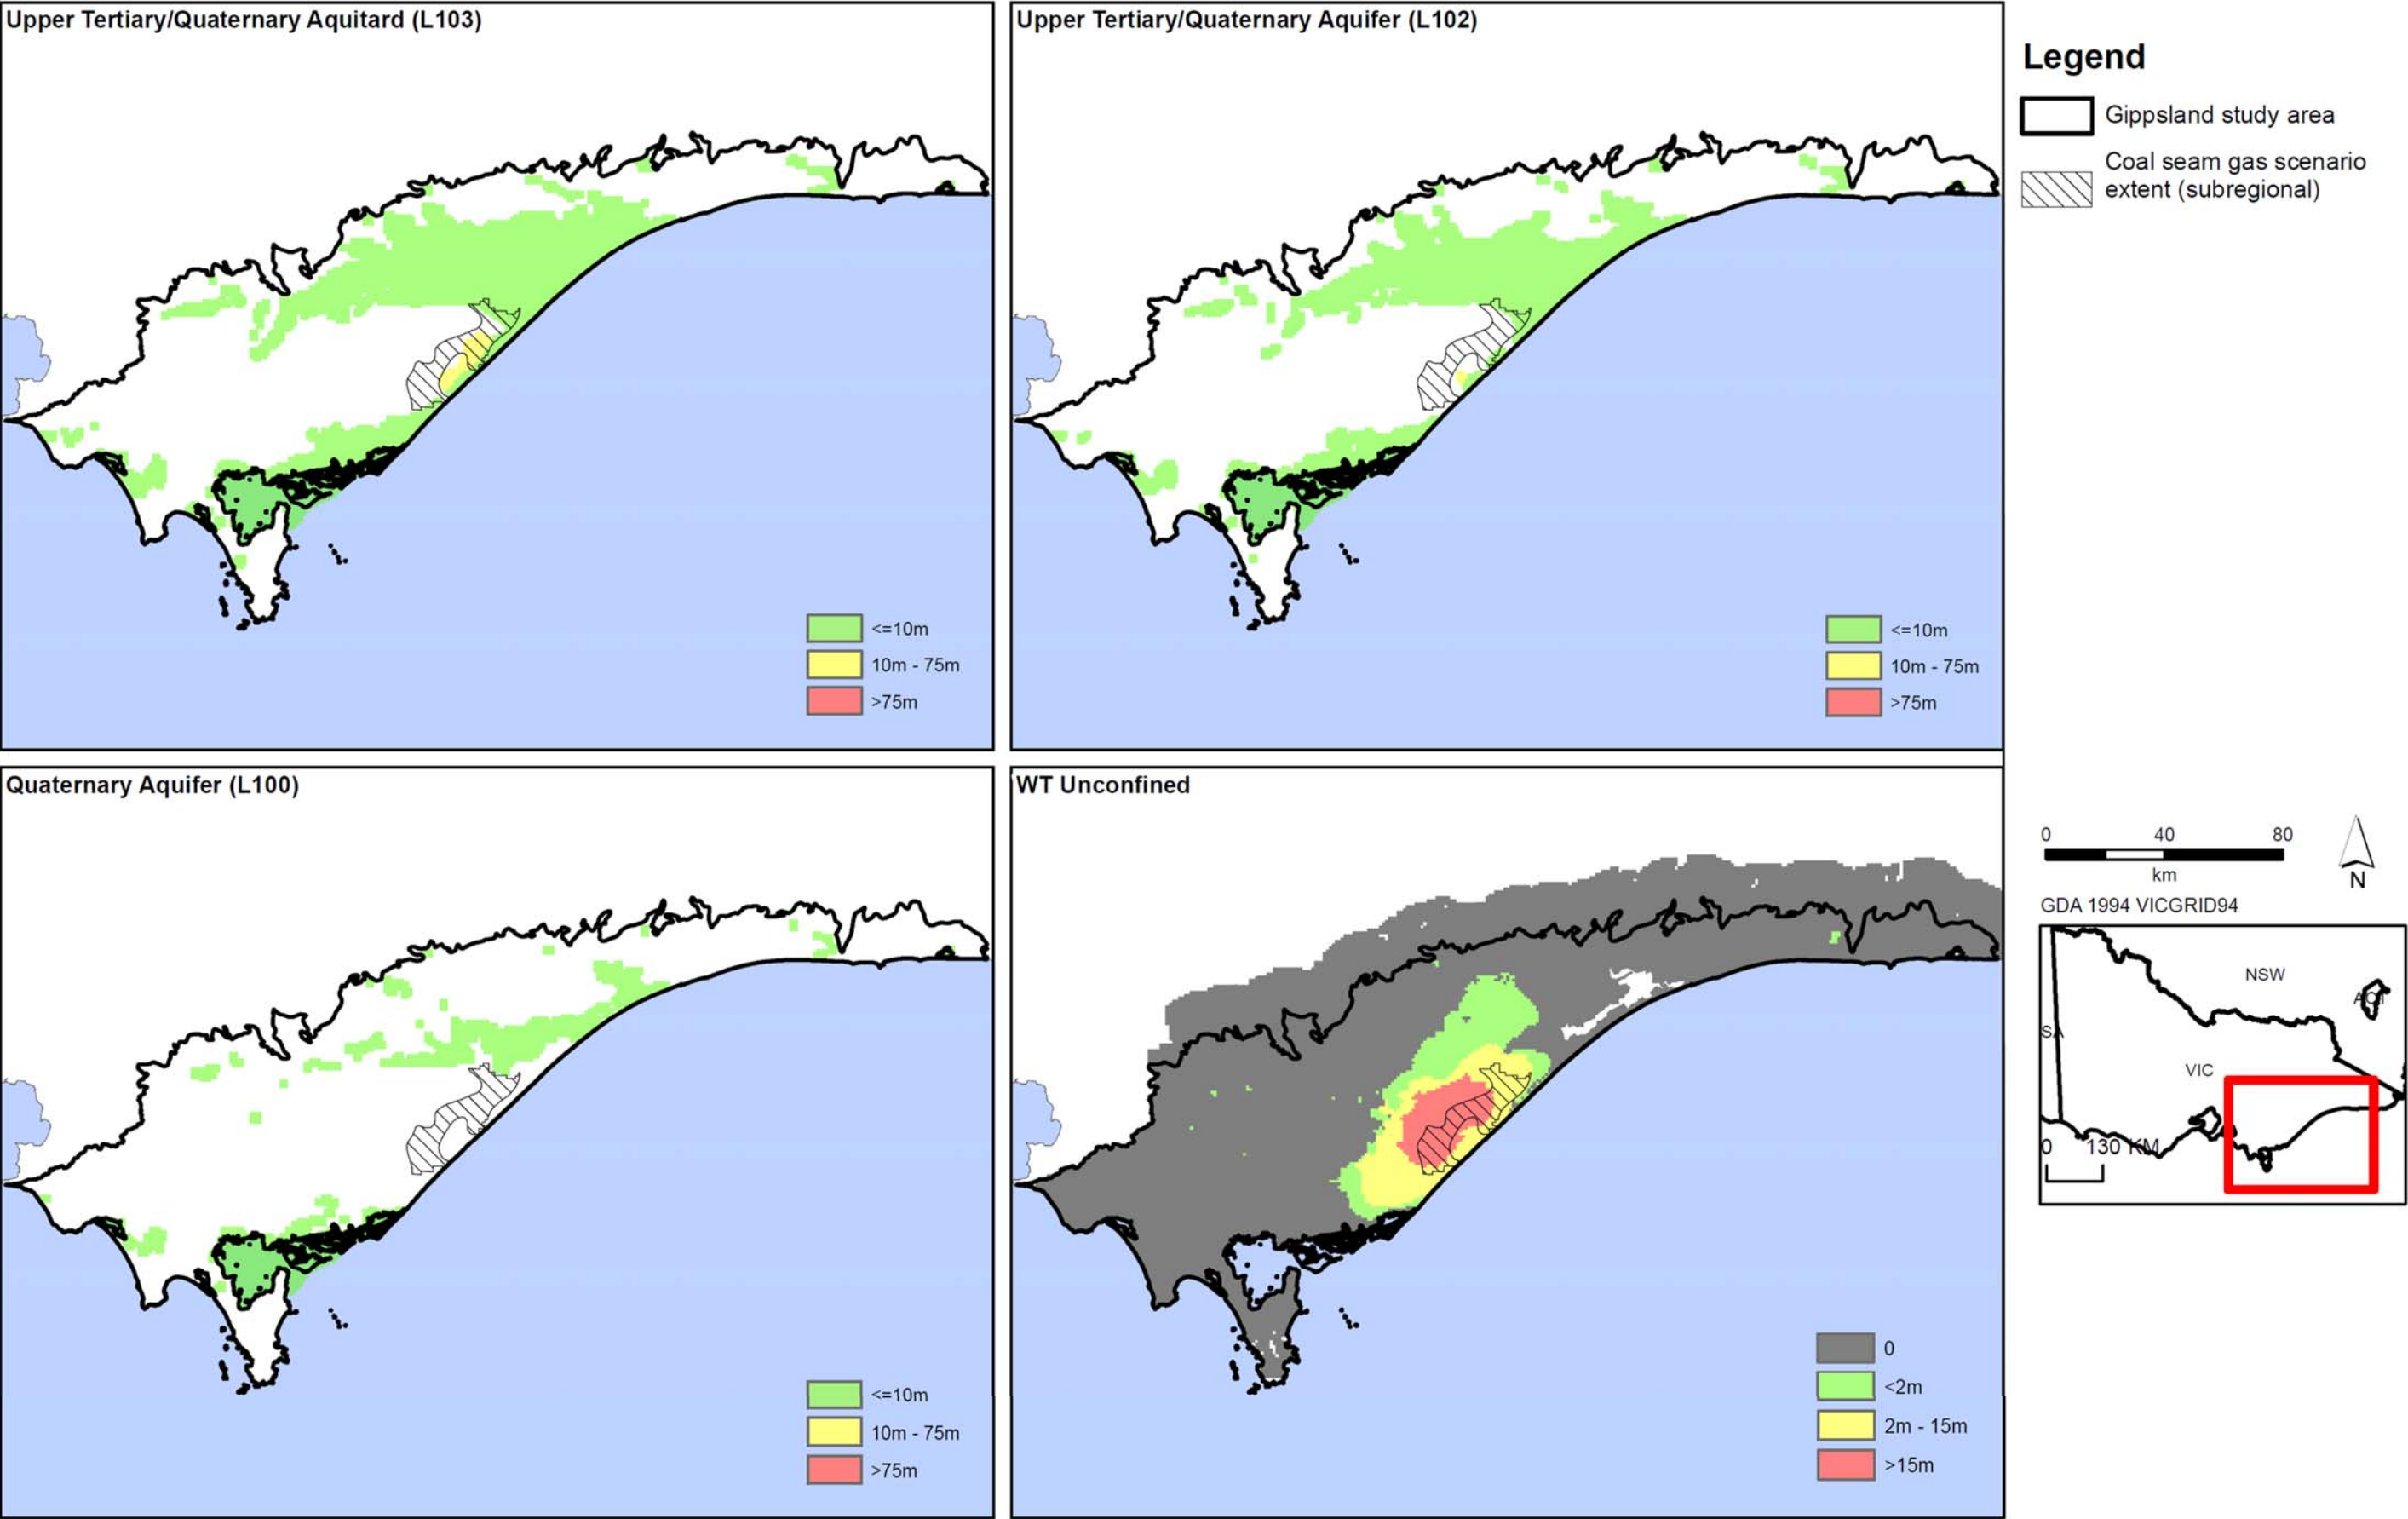 Upper Tertiary/Quaternary Aquitard (L103)
<=10m
10m - 75m
>75m
Upper Tertiary/Quaternary Aquifer (L102)
<=10m
10m - 75m
>75m
Legend
Gippsland study area
Coal seam gas scenario
extent (subregional)
Quaternary Aquifer (L100)
<=10m
10m - 75m
>75m
WT Unconfined
0
<2m
2m - 15m
>15m
0 40 80
km
N
GDA 1994 VICGRID94
NSW
ACT
SA
VIC
0 130 KM